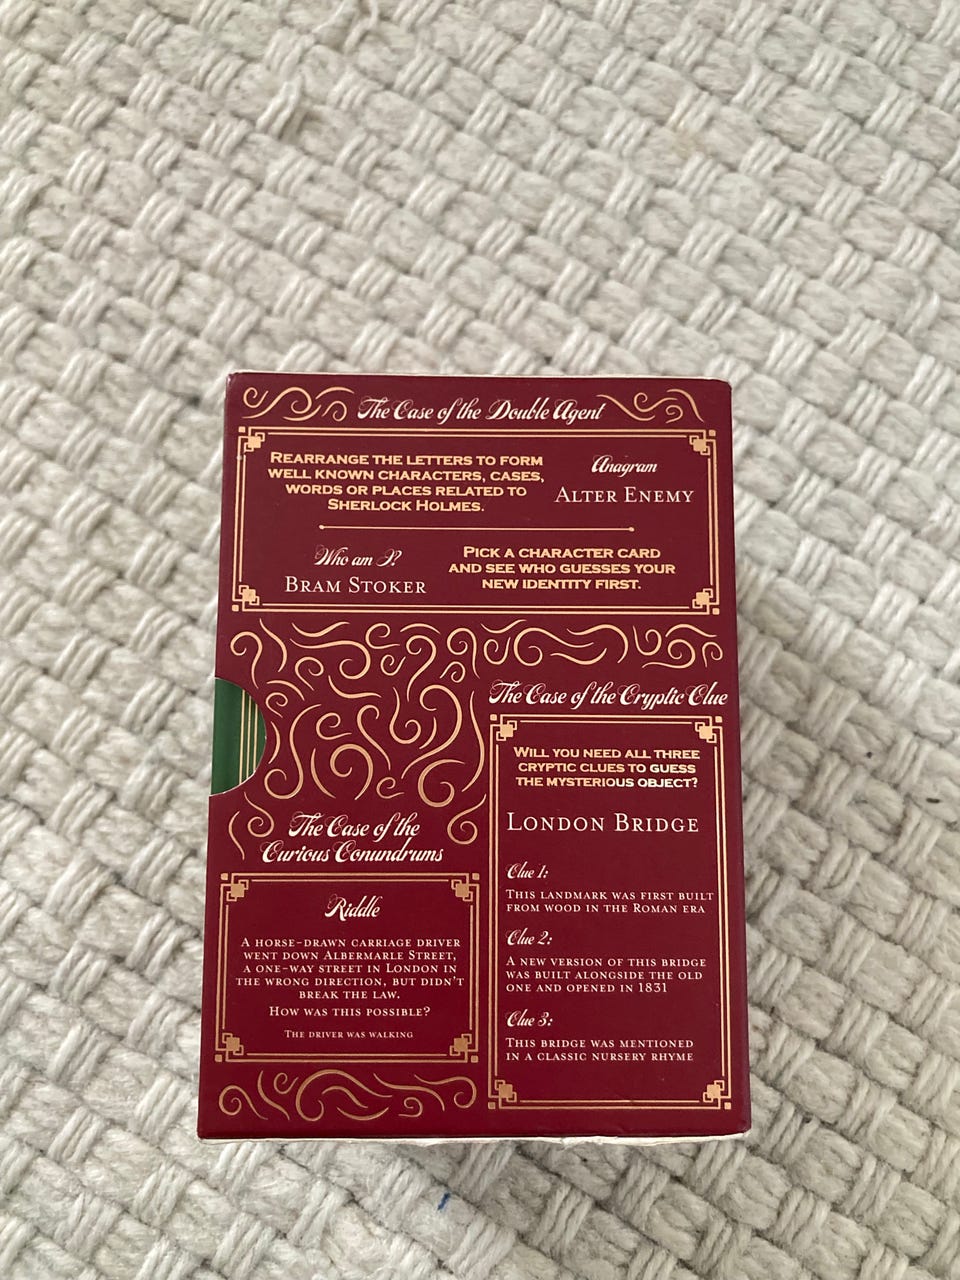 The Case of the Double Agent
Rearrange the letters to form
well known characters, cases,
words or places related to
Sherlock Holmes.
Anagram
Alter Enemy
Who am I?
Bram Stoker
Pick a character card
and see who guesses your
new identity first.
The Case of the Cryptic Clue
Will you need all three
cryptic clues to guess
the mysterious object?
London Bridge
Clue 1:
This landmark was first built
from wood in the Roman era
Clue 2:
A new version of this bridge
was built alongside the old
one and opened in 1831
Clue 3:
This bridge was mentioned
in a classic nursery rhyme
The Case of the
Curious Conundrums
Riddle
A horse-drawn carriage driver
went down Albermarle Street,
a one-way street in London in
the wrong direction, but didn't
break the law.
How was this possible?
The driver was walking